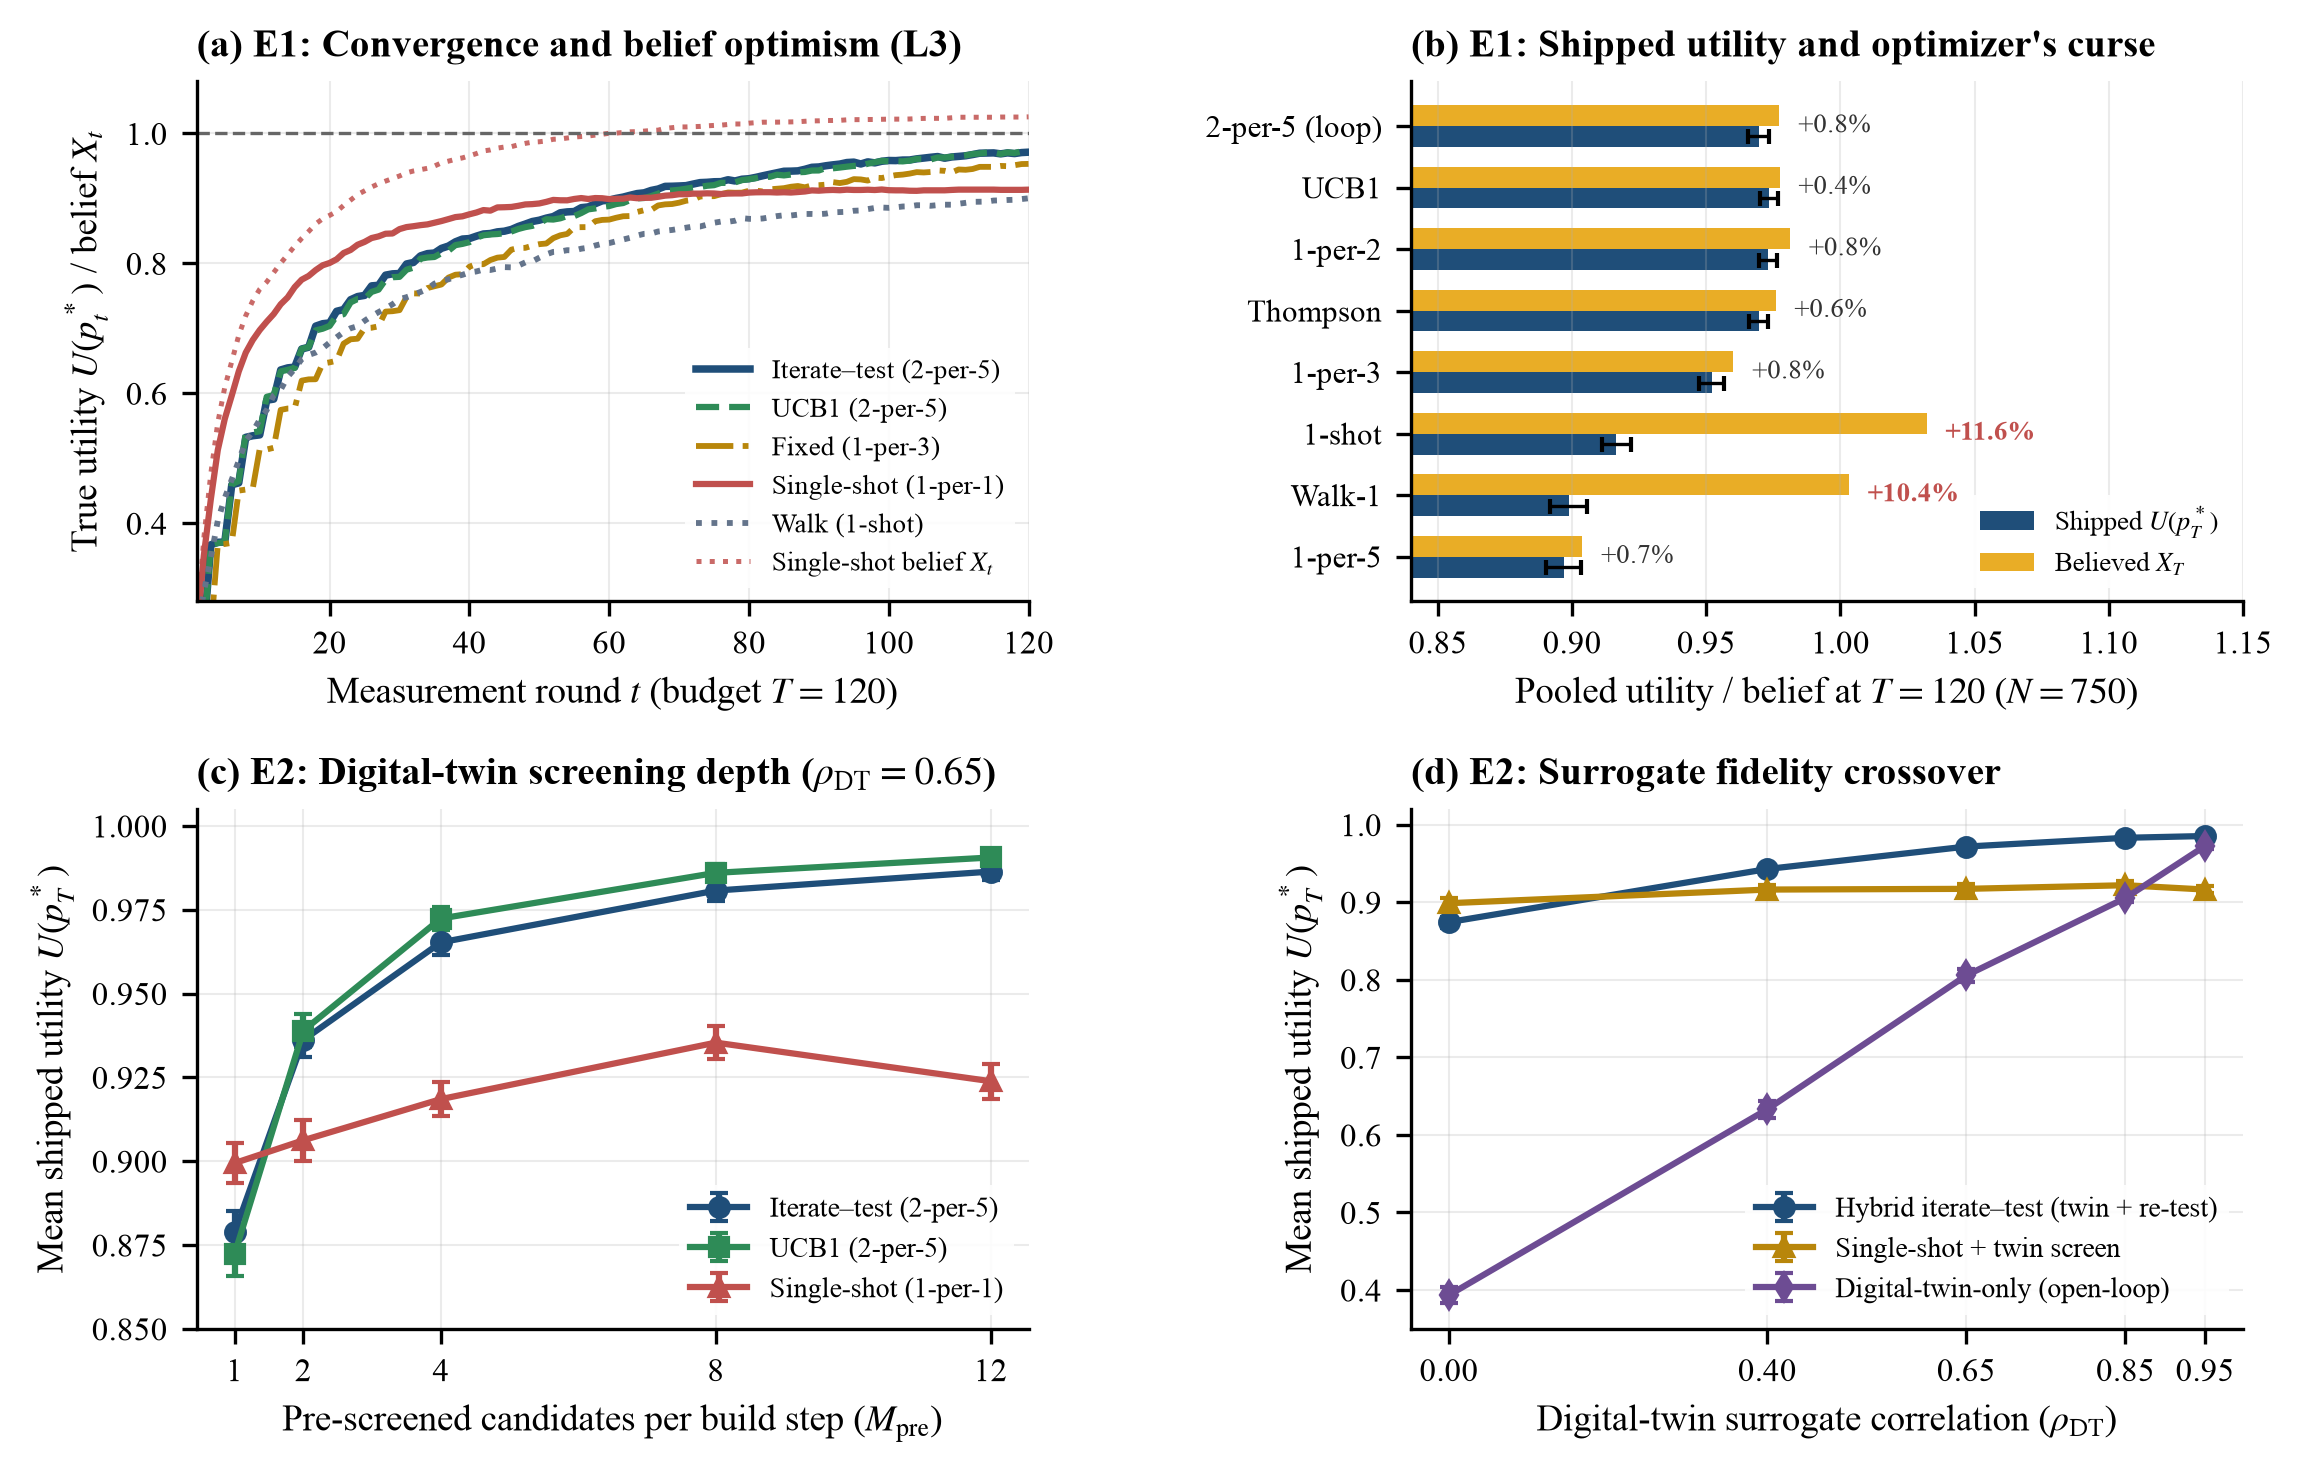 (a) E1: Convergence and belief optimism (L3)
True utility U(p*t) / belief Xt
1.0
0.8
0.6
0.4
Iterate–test (2-per-5)
UCB1 (2-per-5)
Fixed (1-per-3)
Single-shot (1-per-1)
Walk (1-shot)
Single-shot belief Xt
20 40 60 80 100 120
Measurement round t (budget T = 120)
(b) E1: Shipped utility and optimizer's curse
2-per-5 (loop)
UCB1
1-per-2
Thompson
1-per-3
1-shot
Walk-1
1-per-5
+0.8%
+0.4%
+0.8%
+0.6%
+0.8%
+11.6%
+10.4%
+0.7%
Shipped U(p*T)
Believed XT
0.85 0.90 0.95 1.00 1.05 1.10 1.15
Pooled utility / belief at T = 120 (N = 750)
(c) E2: Digital-twin screening depth (ρDT = 0.65)
Mean shipped utility U(p*T)
1.000
0.975
0.950
0.925
0.900
0.875
0.850
Iterate–test (2-per-5)
UCB1 (2-per-5)
Single-shot (1-per-1)
1 2 4 8 12
Pre-screened candidates per build step (Mpre)
(d) E2: Surrogate fidelity crossover
Mean shipped utility U(p*T)
1.0
0.9
0.8
0.7
0.6
0.5
0.4
Hybrid iterate–test (twin + re-test)
Single-shot + twin screen
Digital-twin-only (open-loop)
0.00 0.40 0.65 0.85 0.95
Digital-twin surrogate correlation (ρDT)